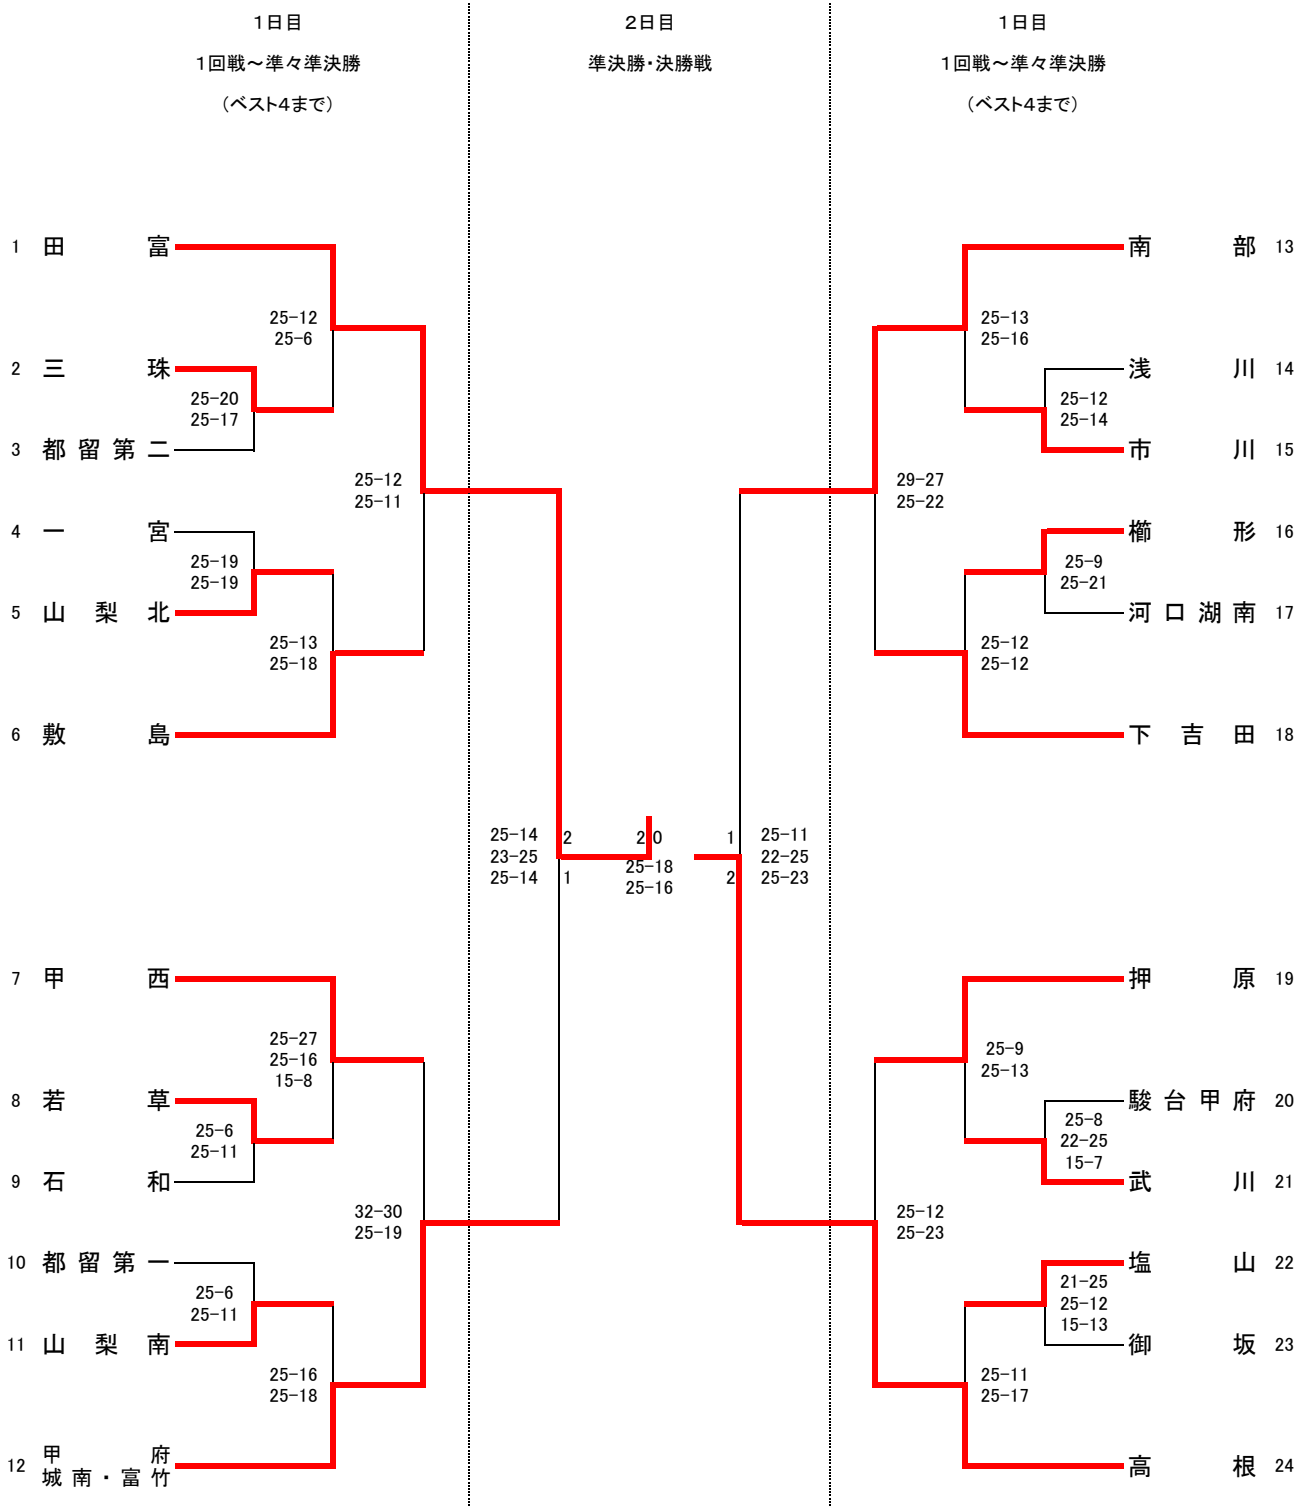 1日目
1回戦～準々準決勝
（ベスト4まで）
2日目
準決勝・決勝戦
1日目
1回戦～準々準決勝
（ベスト4まで）
1 田富
25-12
25-6
2 三珠
25-20
25-17
3 都留第二
25-12
25-11
4 一宮
25-19
25-19
5 山梨北
25-13
25-18
6 敷島
25-14
23-25
25-14
2
1
2 0
25-18
25-16
1
2
25-11
22-25
25-23
7 甲西
25-27
25-16
15-8
8 若草
25-6
25-11
9 石和
32-30
25-19
10 都留第一
25-6
25-11
11 山梨南
25-16
25-18
12 甲府
城南・富竹
南部 13
25-13
25-16
浅川 14
25-12
25-14
市川 15
29-27
25-22
櫛形 16
25-9
25-21
河口湖南 17
25-12
25-12
下吉田 18
押原 19
25-9
25-13
駿台甲府 20
25-8
22-25
15-7
武川 21
25-12
25-23
塩山 22
21-25
25-12
15-13
御坂 23
25-11
25-17
高根 24